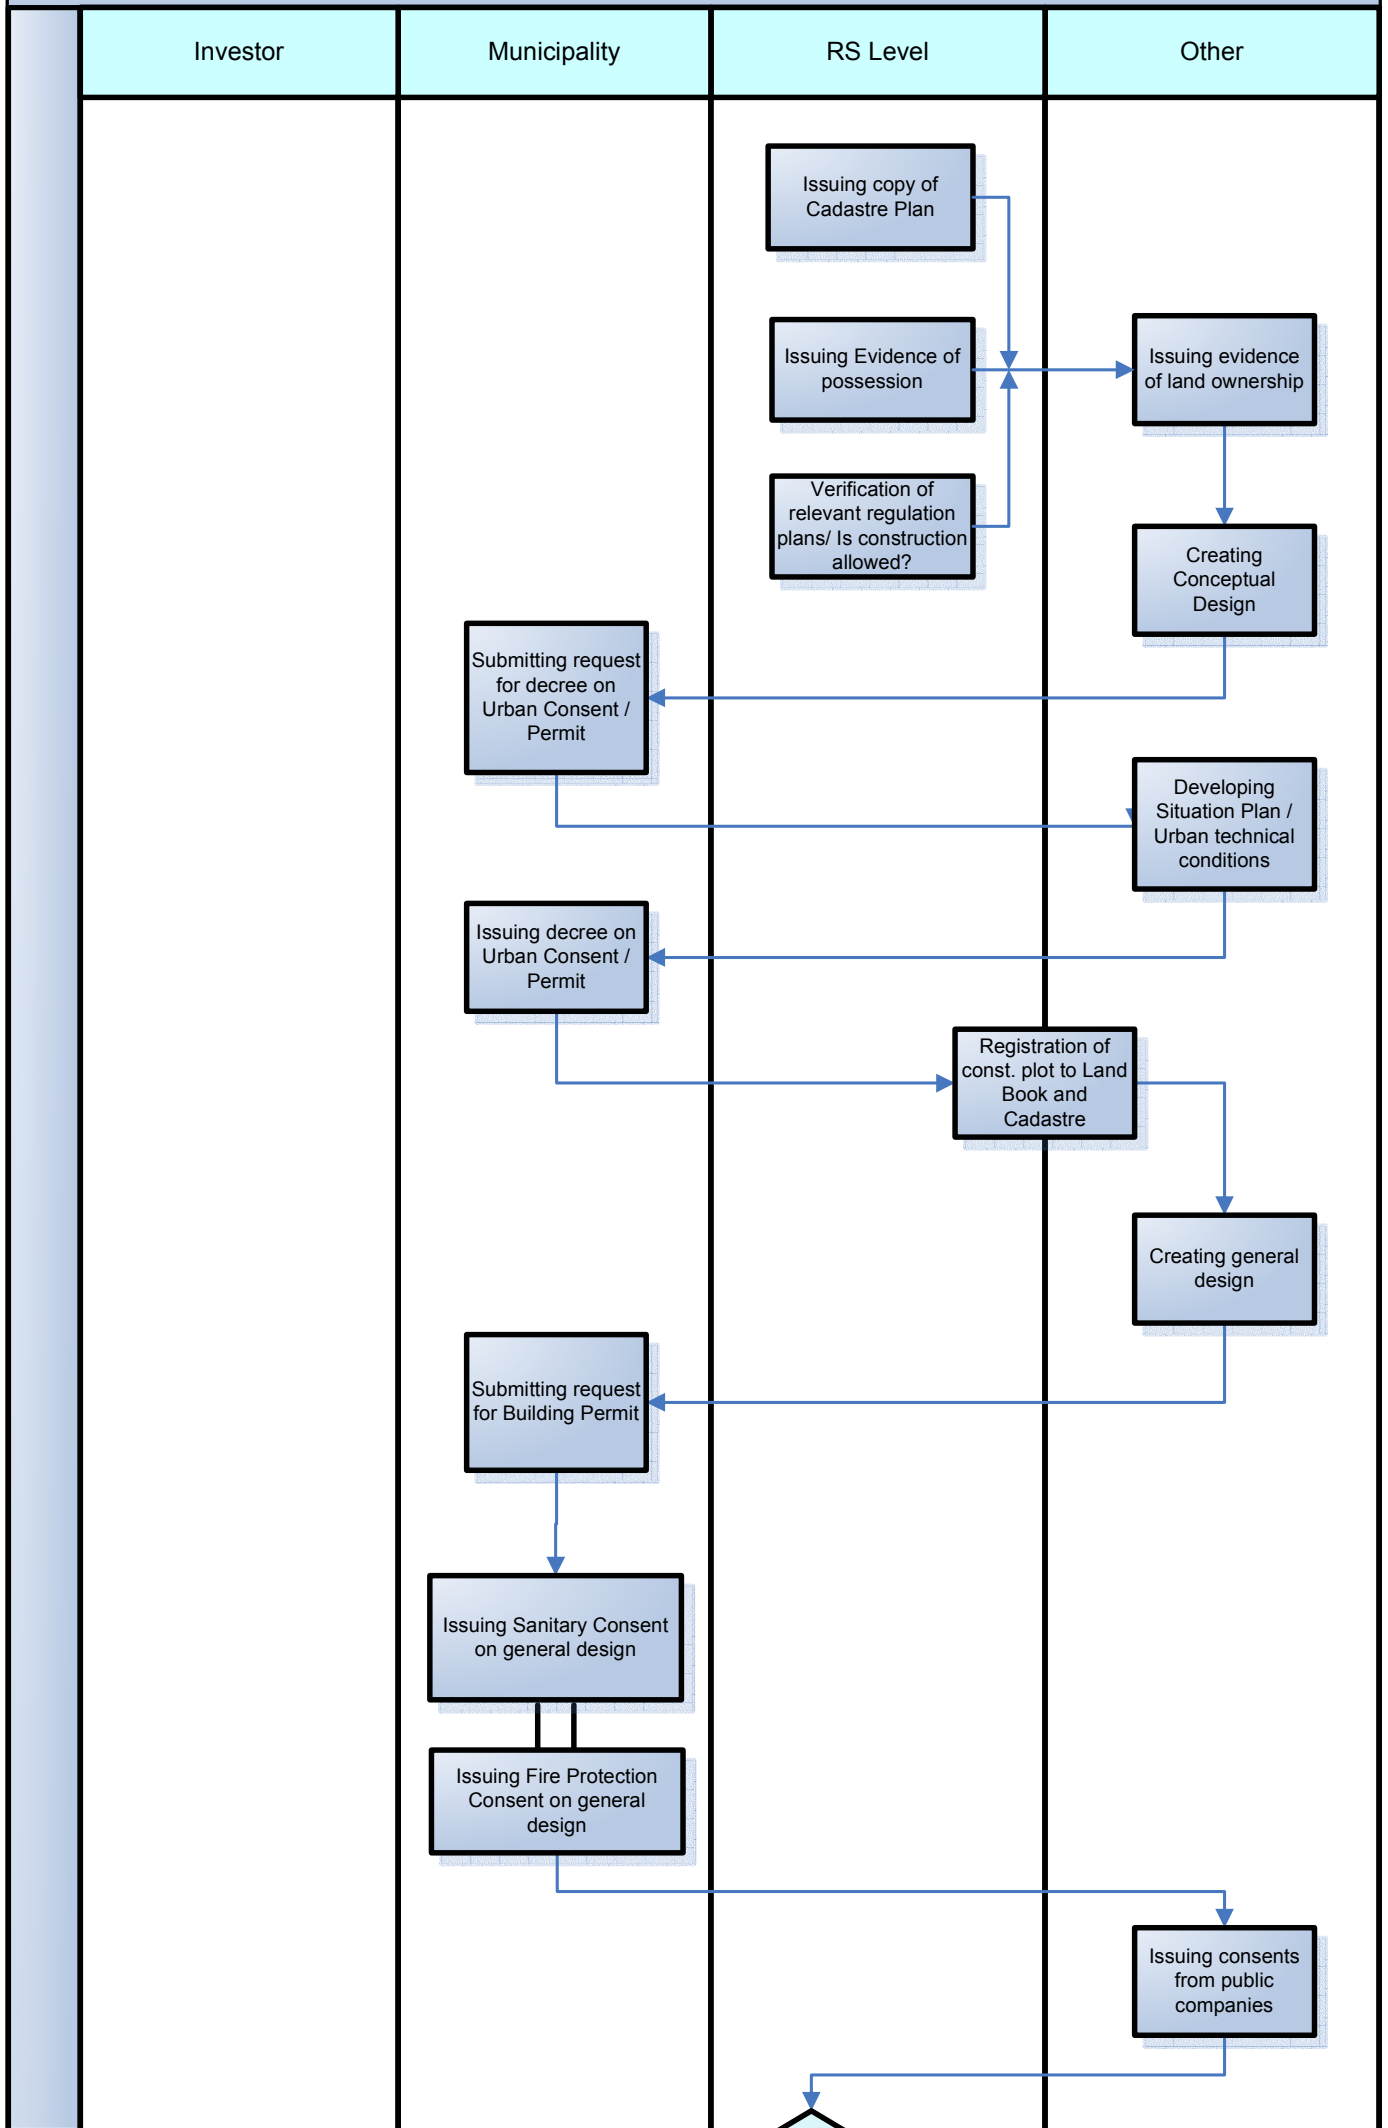 Investor
Municipality
RS Level
Other
Issuing copy of
Cadastre Plan
Issuing Evidence of
possession
Issuing evidence
of land ownership
Verification of
relevant regulation
plans/ Is construction
allowed?
Creating
Conceptual
Design
Submitting request
for decree on
Urban Consent /
Permit
Developing
Situation Plan /
Urban technical
conditions
Issuing decree on
Urban Consent /
Permit
Registration of
const. plot to Land
Book and
Cadastre
Creating general
design
Submitting request
for Building Permit
Issuing Sanitary Consent
on general design
Issuing Fire Protection
Consent on general
design
Issuing consents
from public
companies